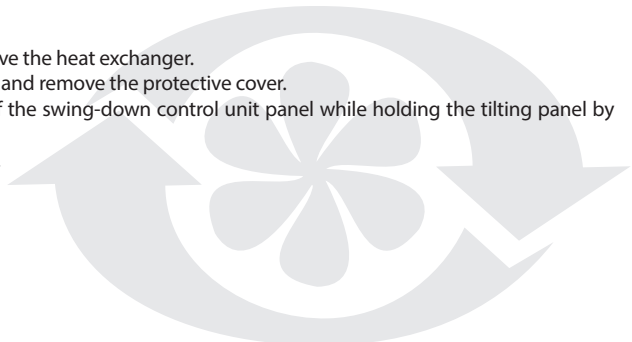 ve the heat exchanger.
and remove the protective cover.
f the swing-down control unit panel while holding the tilting panel by